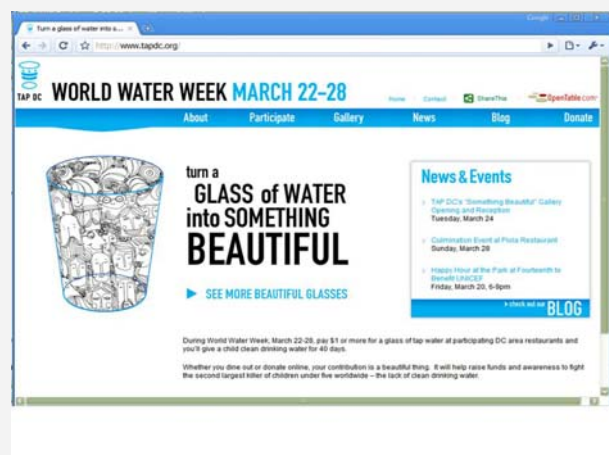 Google
Turn a glass of water into a s...
http://www.tapdc.org/
TAP DC
WORLD WATER WEEK MARCH 22-28
Home
Contact
ShareThis
OpenTable.com
About
Participate
Gallery
News
Blog
Donate
turn a
GLASS of WATER
into SOMETHING
BEAUTIFUL
SEE MORE BEAUTIFUL GLASSES
News & Events
TAP DC's "Something Beautiful" Gallery
Opening and Reception
Tuesday, March 24
Culmination Event at Floria Restaurant
Sunday, March 28
Happy Hour at the Park at Fourteenth to
Benefit UNICEF
Friday, March 20, 6-9pm
check out our
BLOG
During World Water Week, March 22-28, pay $1 or more for a glass of tap water at participating DC area restaurants and
you'll give a child clean drinking water for 40 days.
Whether you dine out or donate online, your contribution is a beautiful thing. It will help raise funds and awareness to fight
the second largest killer of children under five worldwide – the lack of clean drinking water.